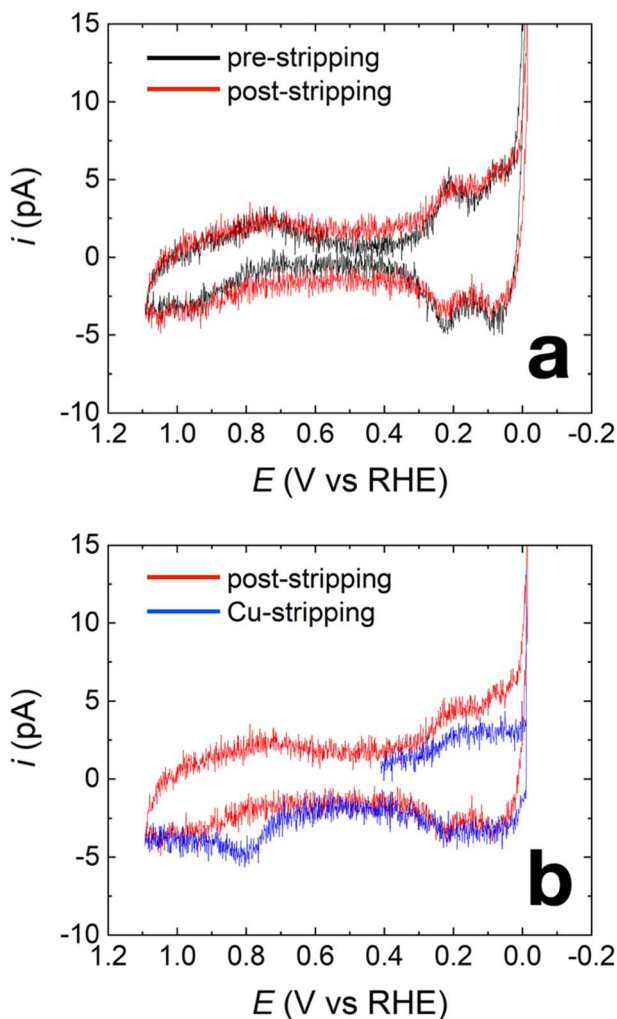 15
10
5
0
-5
-10
i (pA)
pre-stripping
post-stripping
a
1.2 1.0 0.8 0.6 0.4 0.2 0.0 -0.2
E (V vs RHE)
15
10
5
0
-5
-10
i (pA)
post-stripping
Cu-stripping
b
1.2 1.0 0.8 0.6 0.4 0.2 0.0 -0.2
E (V vs RHE)